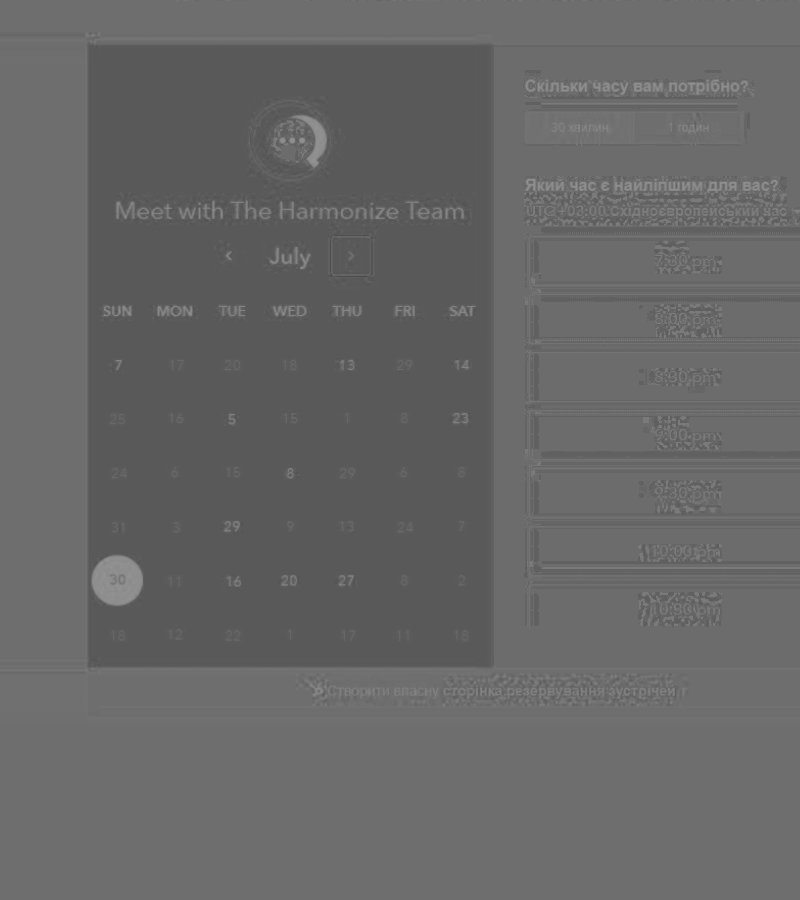 Meet with The Harmonize Team
July
SUN MON TUE WED THU FRI SAT
7 17 20 18 13 29 14
25 16 5 15 1 8 23
24 6 15 8 29 6 8
31 3 29 9 13 24 7
30 11 16 20 27 8 2
18 12 22 1 17 11 18
Скільки часу вам потрібно?
30 хвилин 1 годин
Який час є найліпшим для вас?
UTC+03:00 Східноєвропейський час
8:00 pm
8:30 pm
9:00 pm
9:30 pm
10:00 pm
10:30 pm
Створити власну сторінка резервування зустрічей